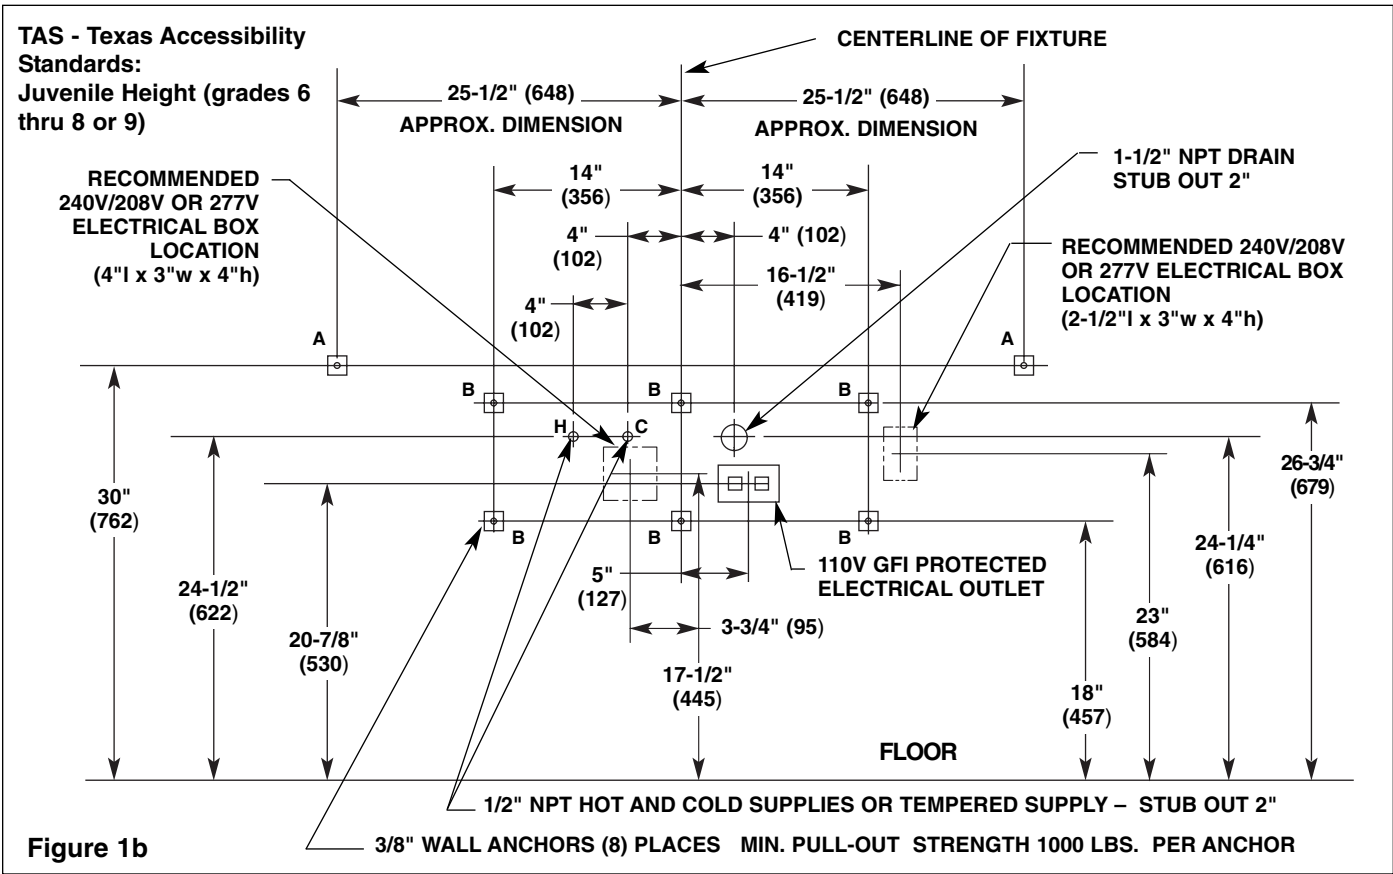 TAS - Texas Accessibility
Standards:
Juvenile Height (grades 6
thru 8 or 9)
CENTERLINE OF FIXTURE
25-1/2" (648)
APPROX. DIMENSION
25-1/2" (648)
APPROX. DIMENSION
1-1/2" NPT DRAIN
STUB OUT 2"
RECOMMENDED
240V/208V OR 277V
ELECTRICAL BOX
LOCATION
(4"l x 3"w x 4"h)
14"
(356)
14"
(356)
4"
(102)
4" (102)
16-1/2"
(419)
RECOMMENDED 240V/208V
OR 277V ELECTRICAL BOX
LOCATION
(2-1/2"l x 3"w x 4"h)
4"
(102)
A
A
B
B
B
H
C
30"
(762)
26-3/4"
(679)
B
B
B
24-1/2"
(622)
24-1/4"
(616)
5"
(127)
110V GFI PROTECTED
ELECTRICAL OUTLET
20-7/8"
(530)
3-3/4" (95)
23"
(584)
17-1/2"
(445)
18"
(457)
FLOOR
1/2" NPT HOT AND COLD SUPPLIES OR TEMPERED SUPPLY – STUB OUT 2"
3/8" WALL ANCHORS (8) PLACES MIN. PULL-OUT STRENGTH 1000 LBS. PER ANCHOR
Figure 1b